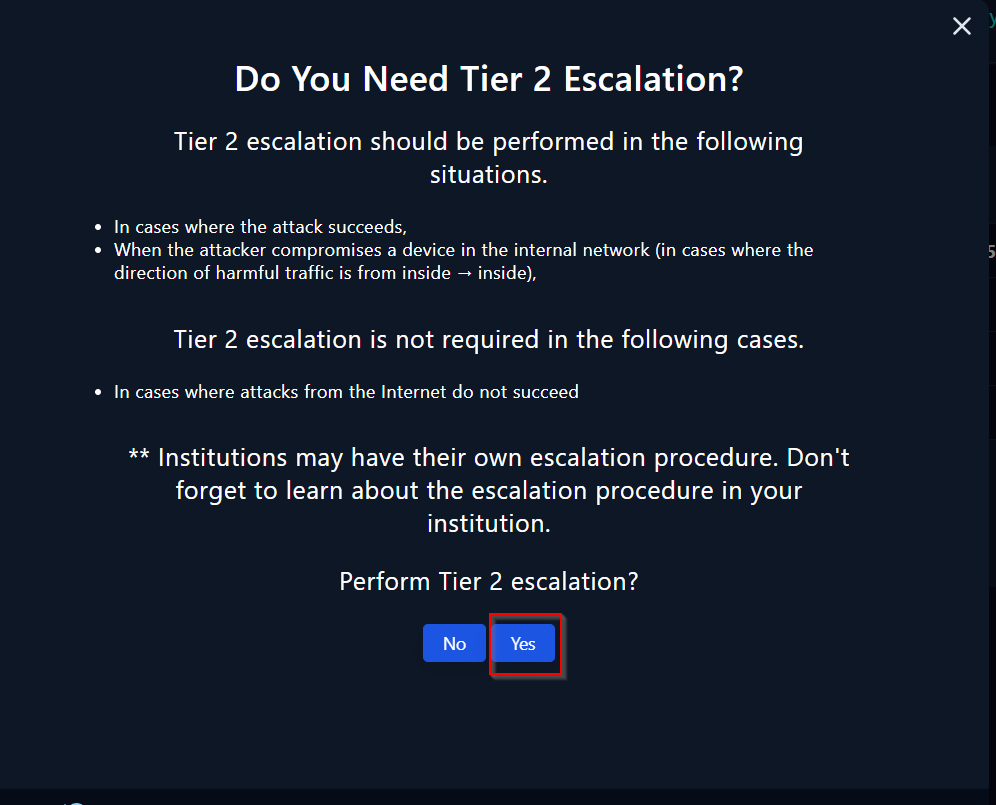 Do You Need Tier 2 Escalation?
Tier 2 escalation should be performed in the following
situations.
• In cases where the attack succeeds,
• When the attacker compromises a device in the internal network (in cases where the
direction of harmful traffic is from inside → inside),
Tier 2 escalation is not required in the following cases.
• In cases where attacks from the Internet do not succeed
** Institutions may have their own escalation procedure. Don't
forget to learn about the escalation procedure in your
institution.
Perform Tier 2 escalation?
No Yes